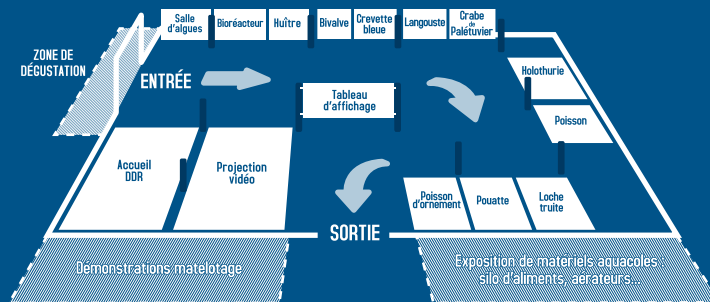 Salle
d'algues
Bioréacteur
Huître
Bivalve
Crevette
bleue
Langouste
Crabe
de
Palétuvier
ZONE DE
DÉGUSTATION
ENTRÉE
Holothurie
Tableau
d'affichage
Poisson
Accueil
DDR
Projection
vidéo
Poisson
d'ornement
Pouatte
Loche
truite
SORTIE
Démonstrations matelotage
Exposition de materiels aquacoles :
silo d'aliments, aérateurs...